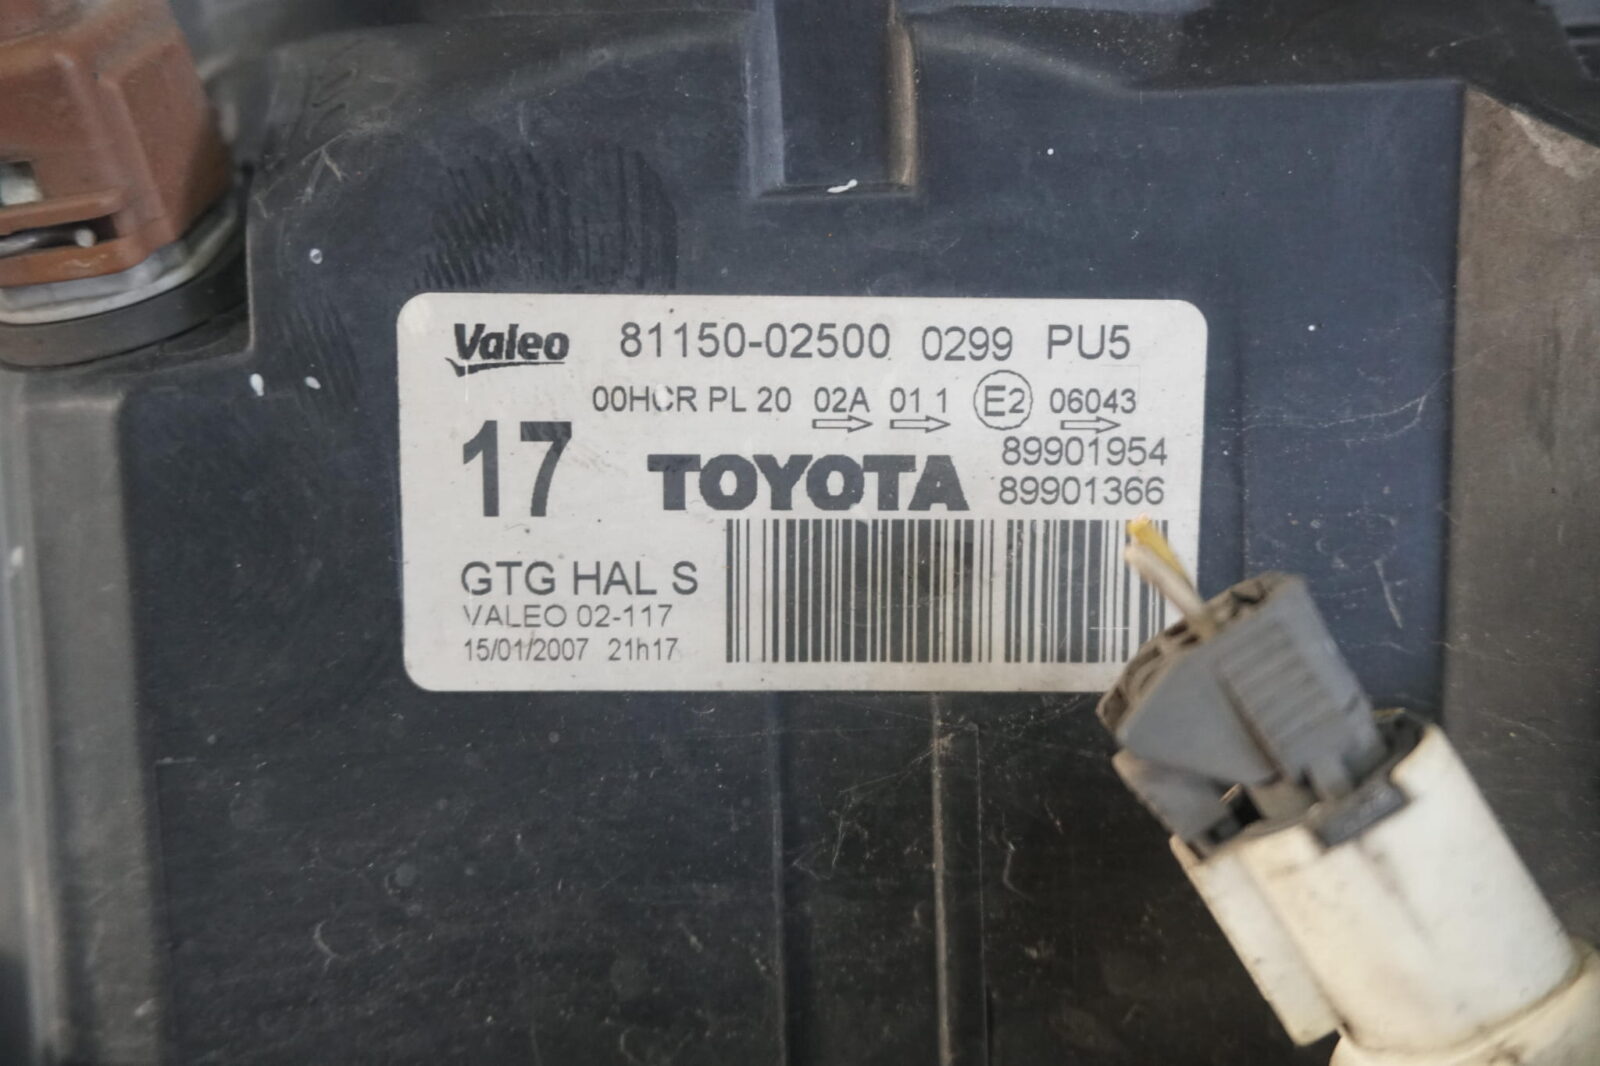 Valeo 81150-02500 0299 PU5
00HCR PL 20 02A 01 1 E2 06043
17 TOYOTA 89901954
89901366
GTG HAL S
VALEO 02-117
15/01/2007 21h17